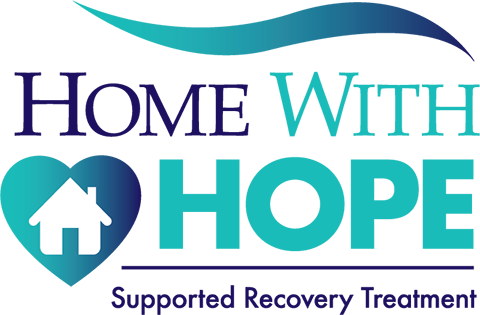 HOME WITH
HOPE
Supported Recovery Treatment